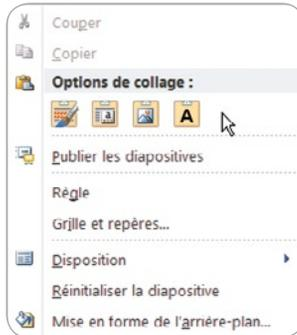 Couper
Copier
Options de collage :
A
Publier les diapositives
Règle
Grille et repères...
Disposition
Réinitialiser la diapositive
Mise en forme de l'arrière-plan...